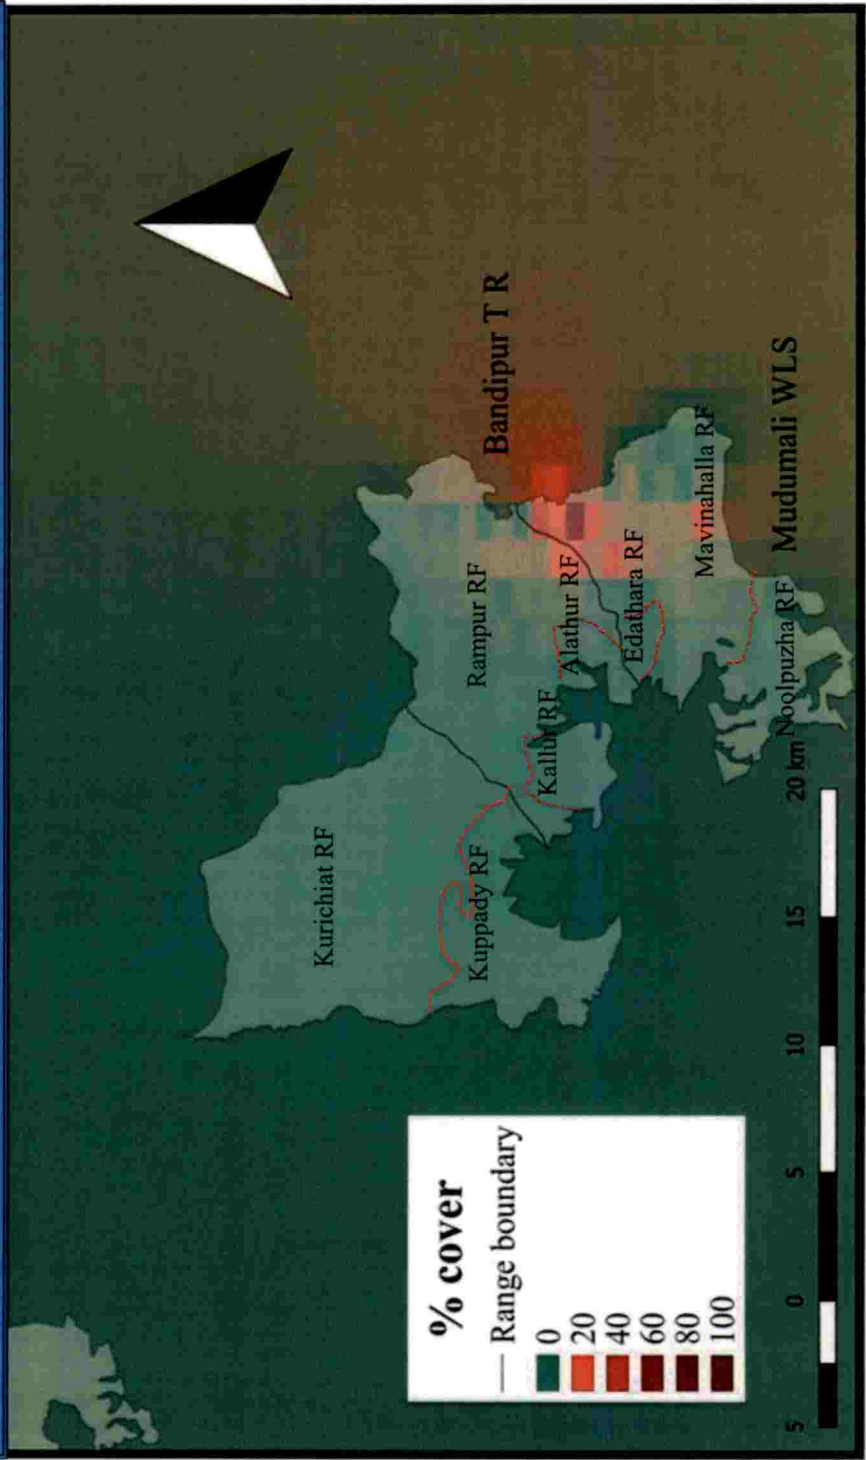 Bandipur T R
Mudumali WLS
Kurichiat RF
Rampur RF
Kuppady RF
Kallur RF
Alathur RF
Edathara RF
Mavinahalla RF
Noolpuzha RF
% cover
Range boundary
0
20
40
60
80
100
5
0
5
10
15
20 km